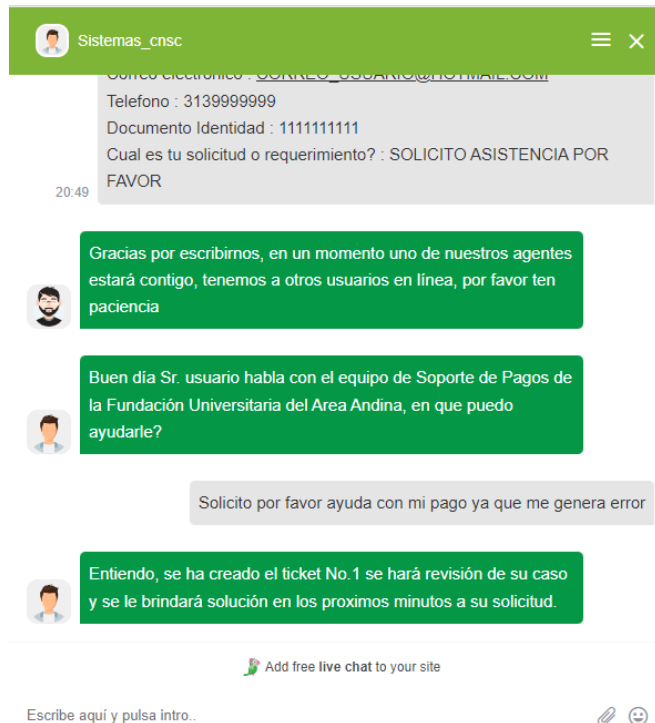 Sistemas_cnsc
Correo electronico : CORREO_USUARIO@HOTMAIL.COM
Telefono : 3139999999
Documento Identidad : 1111111111
Cual es tu solicitud o requerimiento? : SOLICITO ASISTENCIA POR
FAVOR
20:49
Gracias por escribirnos, en un momento uno de nuestros agentes
estará contigo, tenemos a otros usuarios en línea, por favor ten
paciencia
Buen día Sr. usuario habla con el equipo de Soporte de Pagos de
la Fundación Universitaria del Area Andina, en que puedo
ayudarle?
Solicito por favor ayuda con mi pago ya que me genera error
Entiendo, se ha creado el ticket No.1 se hará revisión de su caso
y se le brindará solución en los proximos minutos a su solicitud.
Add free live chat to your site
Escribe aquí y pulsa intro..